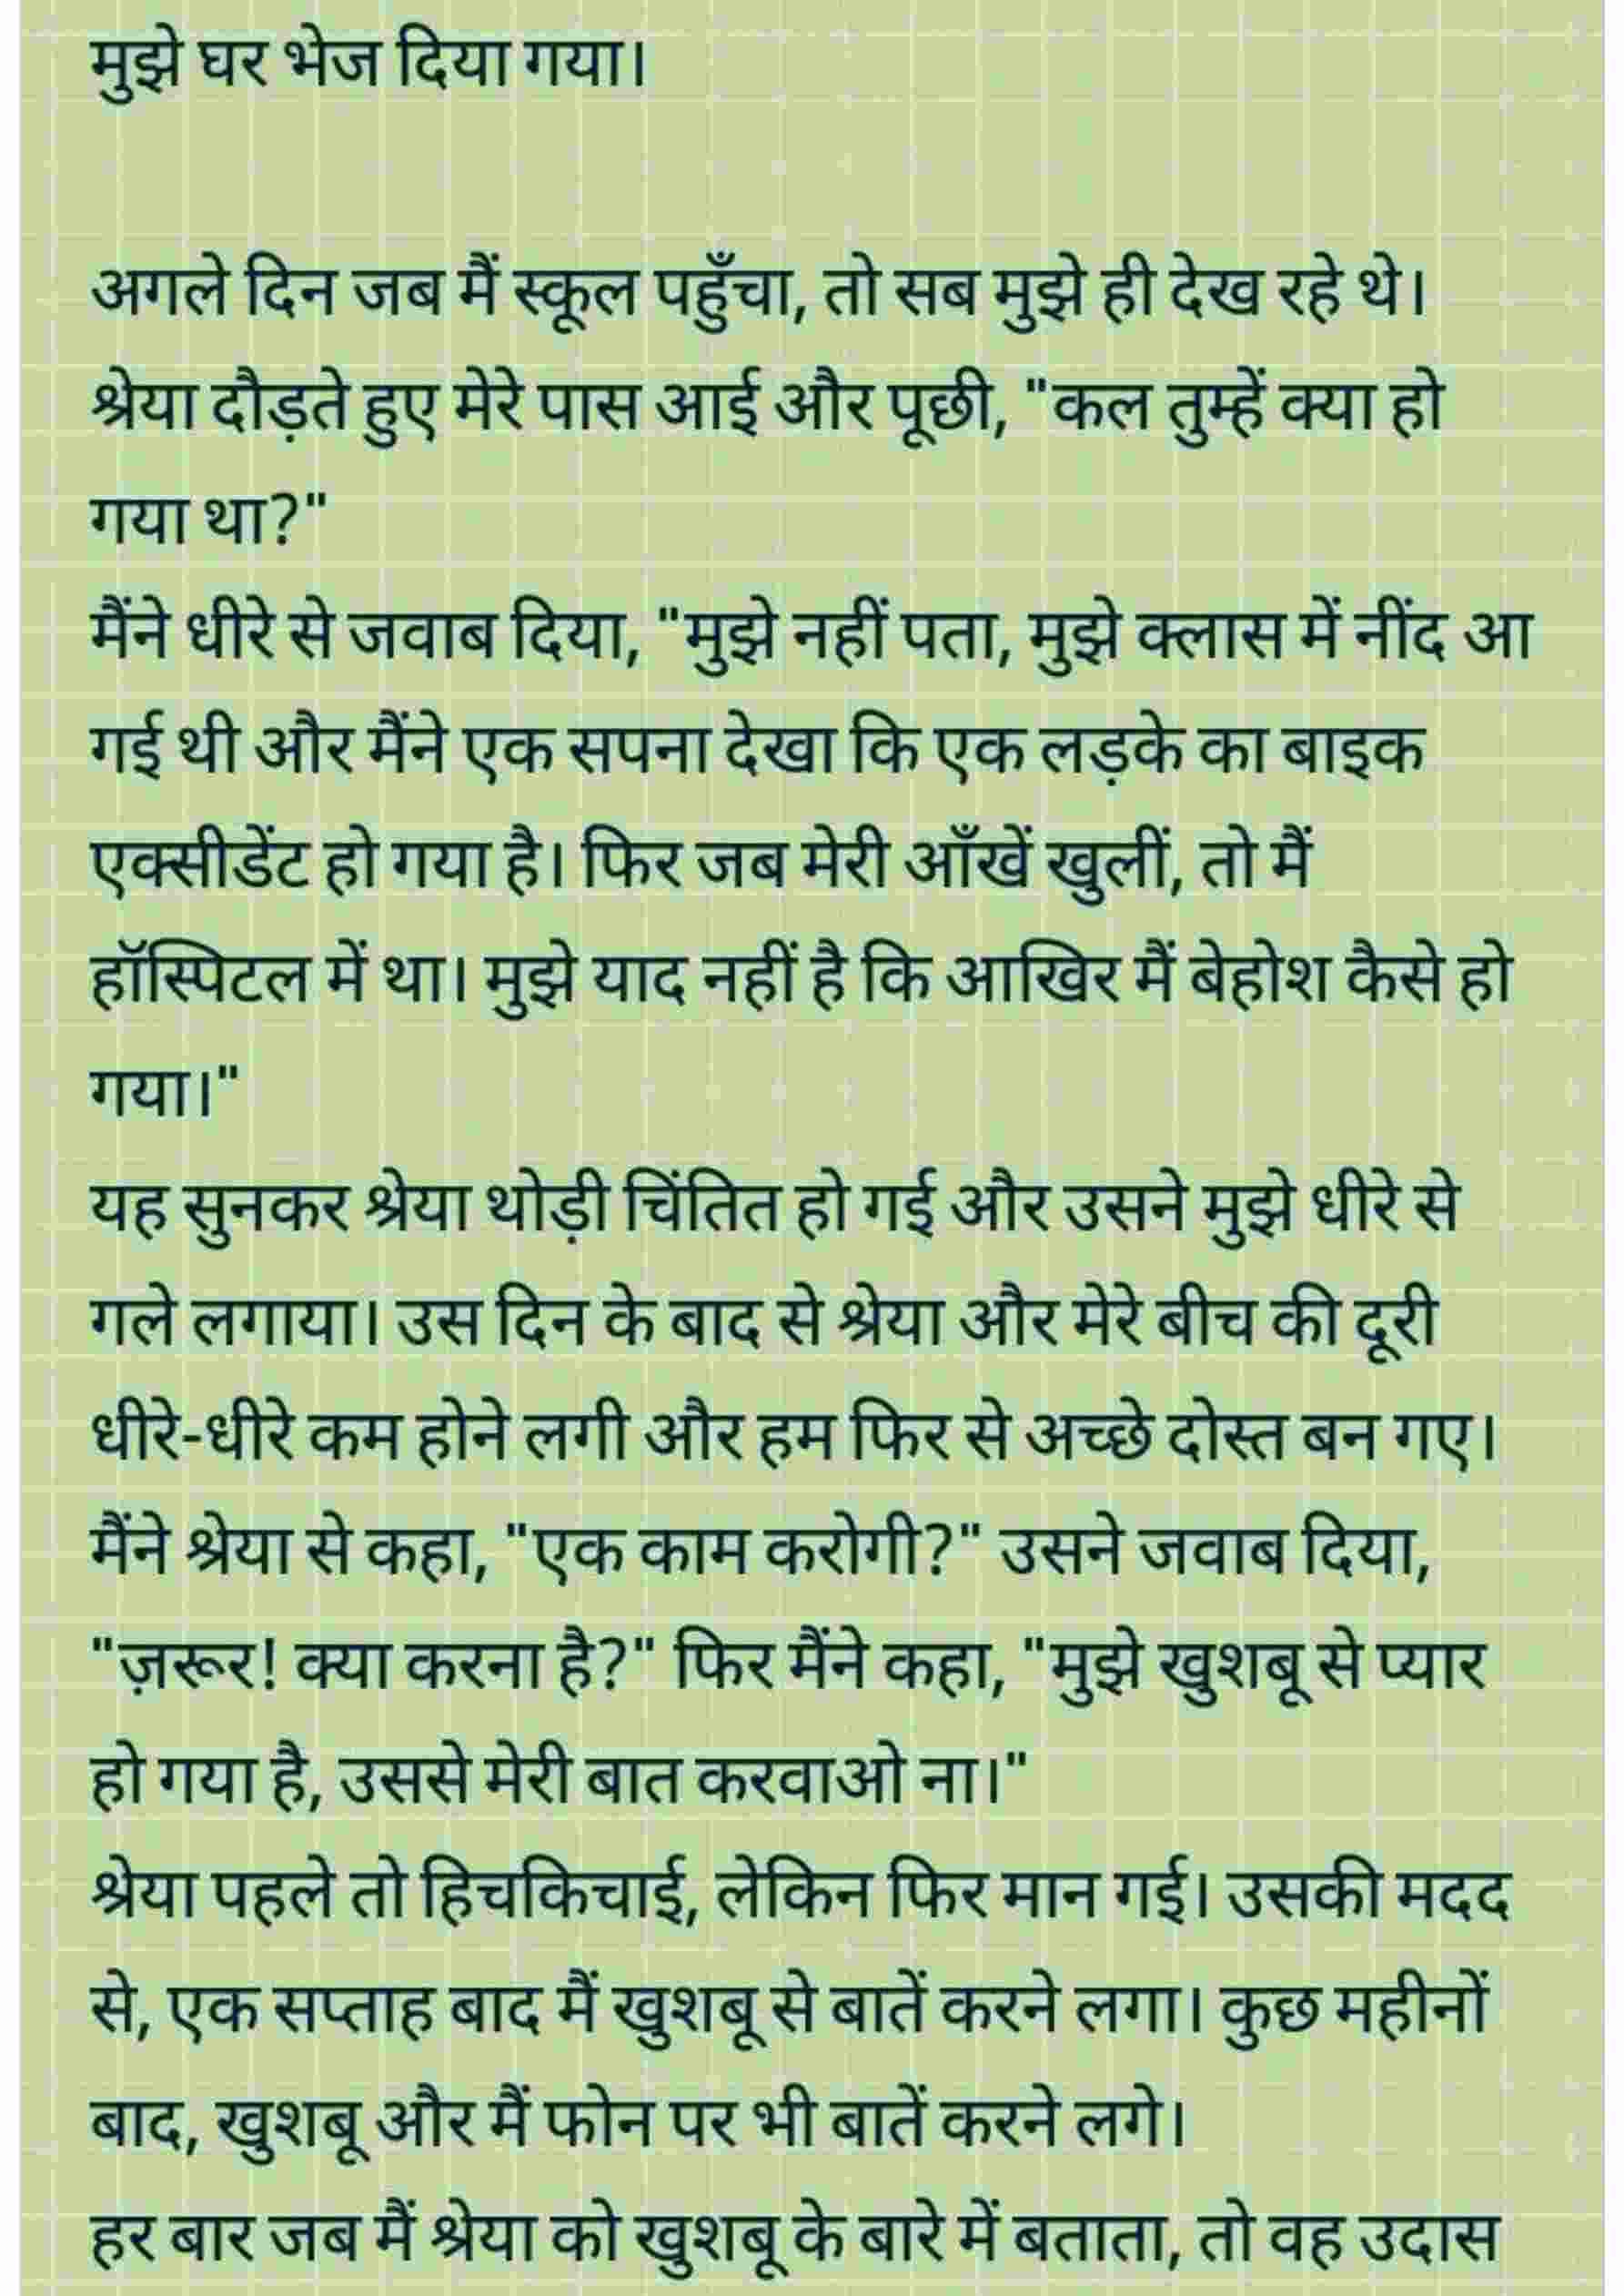 मुझे घर भेज दिया गया।
अगले दिन जब मैं स्कूल पहुँचा, तो सब मुझे ही देख रहे थे।
श्रेया दौड़ते हुए मेरे पास आई और पूछी, "कल तुम्हें क्या हो
गया था?"
मैंने धीरे से जवाब दिया, "मुझे नहीं पता, मुझे क्लास में नींद आ
गई थी और मैंने एक सपना देखा कि एक लड़के का बाइक
एक्सीडेंट हो गया है। फिर जब मेरी आँखें खुलीं, तो मैं
हॉस्पिटल में था। मुझे याद नहीं है कि आखिर मैं बेहोश कैसे हो
गया।"
यह सुनकर श्रेया थोड़ी चिंतित हो गई और उसने मुझे धीरे से
गले लगाया। उस दिन के बाद से श्रेया और मेरे बीच की दूरी
धीरे-धीरे कम होने लगी और हम फिर से अच्छे दोस्त बन गए।
मैंने श्रेया से कहा, "एक काम करोगी?" उसने जवाब दिया,
"ज़रूर! क्या करना है?" फिर मैंने कहा, "मुझे खुशबू से प्यार
हो गया है, उससे मेरी बात करवाओ ना।"
श्रेया पहले तो हिचकिचाई, लेकिन फिर मान गई। उसकी मदद
से, एक सप्ताह बाद मैं खुशबू से बातें करने लगा। कुछ महीनों
बाद, खुशबू और मैं फोन पर भी बातें करने लगे।
हर बार जब मैं श्रेया को खुशबू के बारे में बताता, तो वह उदास